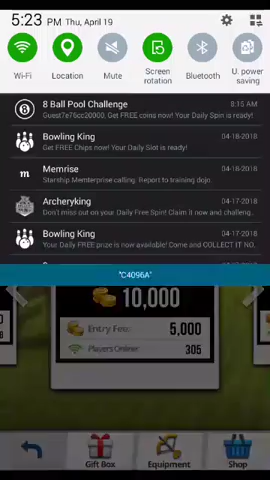 5:23 PM Thu, April 19
Wi-Fi
Location
Mute
Screen rotation
Bluetooth
U. power saving
8 Ball Pool Challenge 8:15 AM
Guest7e76cc20000, Get FREE coins now! Your Daily Spin is ready!
Bowling King 04-18-2018
Get FREE Chips now! Your Daily Slot is ready!
Memrise 04-18-2018
Starship Memterprise calling. Report to training dojo.
Archeryking 04-17-2018
Don't miss out on your Daily Free Spin! Claim it now and challeng..
Bowling King 04-17-2018
Your Daily FREE prize is now available! Come and COLLECT IT NO..
"C4096A"
10,000
Entry Fee: 5,000
Players Online: 305
Gift Box
Equipment
Shop